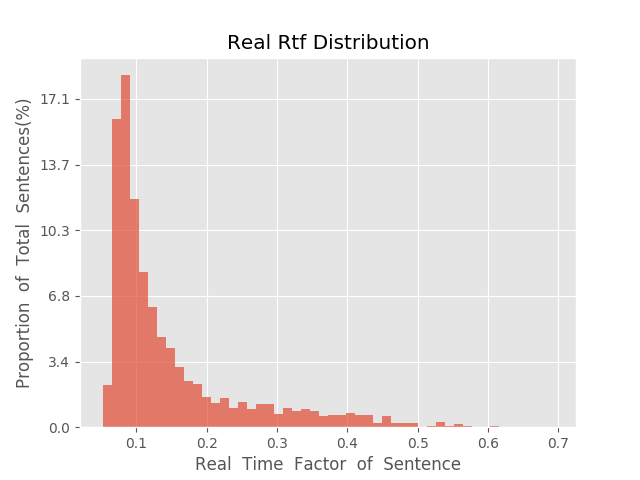 Real Rtf Distribution
Proportion of Total Sentences(%)
17.1
13.7
10.3
6.8
3.4
0.0
0.1 0.2 0.3 0.4 0.5 0.6 0.7
Real Time Factor of Sentence